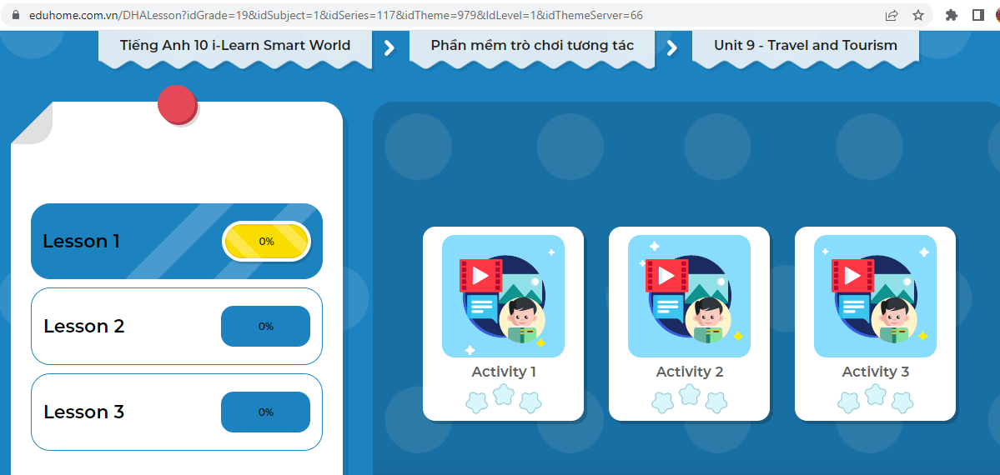 eduhome.com.vn/DHALesson?idGrade=19&idSubject=1&idSeries=117&idTheme=979&IdLevel=1&idThemeServer=66
Tiếng Anh 10 i-Learn Smart World
Phần mềm trò chơi tương tác
Unit 9 - Travel and Tourism
Lesson 1
0%
Lesson 2
0%
Lesson 3
0%
Activity 1
Activity 2
Activity 3